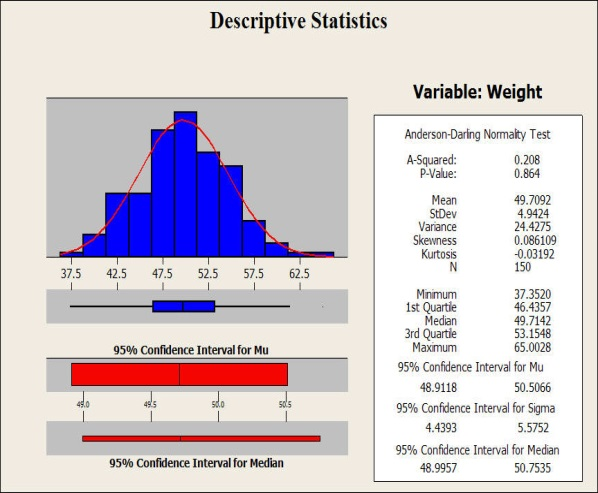 Descriptive Statistics
Variable: Weight
Anderson-Darling Normality Test
A-Squared: 0.208
P-Value: 0.864
Mean 49.7092
StDev 4.9424
Variance 24.4275
Skewness 0.086109
Kurtosis -0.03192
N 150
Minimum 37.3520
1st Quartile 46.4357
Median 49.7142
3rd Quartile 53.1548
Maximum 65.0028
95% Confidence Interval for Mu
48.9118 50.5066
95% Confidence Interval for Sigma
4.4393 5.5752
95% Confidence Interval for Median
48.9957 50.7535
37.5 42.5 47.5 52.5 57.5 62.5
95% Confidence Interval for Mu
49.0 49.5 50.0 50.5
95% Confidence Interval for Median